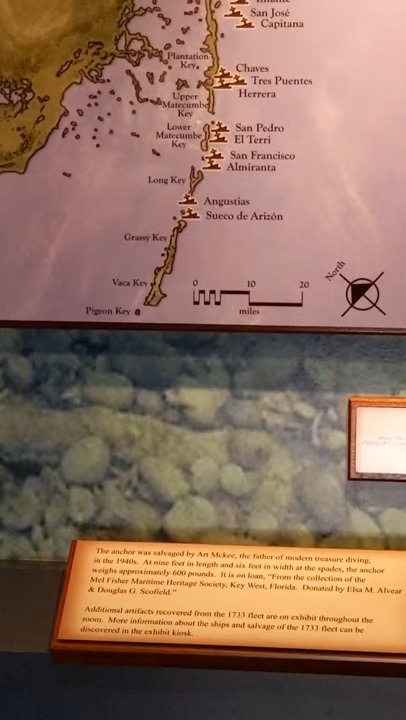 San José
Capitana
Plantation
Key
Chaves
Tres Puentes
Herrera
Upper
Matecumbe
Key
Lower
Matecumbe
Key
San Pedro
El Terri
San Francisco
Almiranta
Long Key
Angustias
Sueco de Arizón
Grassy Key
Vaca Key
Pigeon Key
0 10 20
miles
North
The anchor was salvaged by Art Mckee, the father of modern treasure diving,
in the 1940s. At nine feet in length and six feet in width at the spades, the anchor
weighs approximately 600 pounds. It is on loan, "From the collection of the
Mel Fisher Maritime Heritage Society, Key West, Florida. Donated by Elsa M. Alvear
& Douglas G. Scofield."
Additional artifacts recovered from the 1733 fleet are on exhibit throughout the
room. More information about the ships and salvage of the 1733 fleet can be
discovered in the exhibit kiosk.